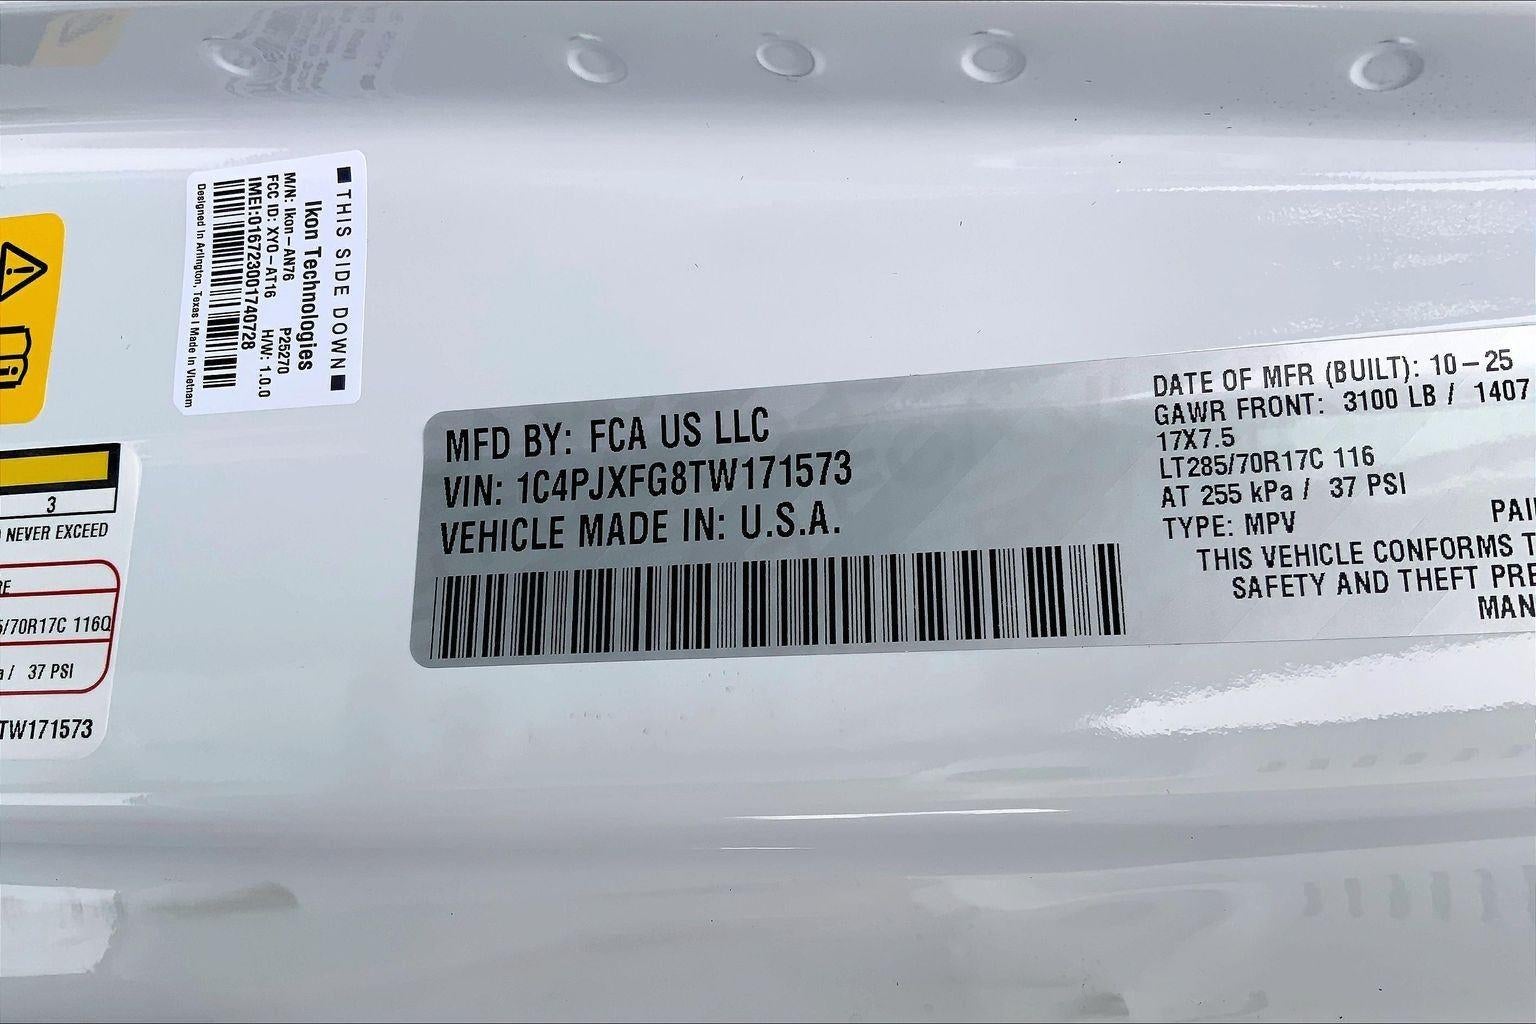 ■ THIS SIDE DOWN ■
Ikon Technologies
M/N: Ikon-AN76 P25270
FCC ID: XYO-AT16 H/W: 1.0.0
IMEI:016723001740728
Designed in Arlington, Texas | Made in Vietnam
3
NEVER EXCEED
/70R17C 116Q
/ 37 PSI
TW171573
MFD BY: FCA US LLC
VIN: 1C4PJXFG8TW171573
VEHICLE MADE IN: U.S.A.
DATE OF MFR (BUILT): 10-25
GAWR FRONT: 3100 LB / 1407
17X7.5
LT285/70R17C 116
AT 255 kPa / 37 PSI
TYPE: MPV
PAI
THIS VEHICLE CONFORMS T
SAFETY AND THEFT PRE
MAN